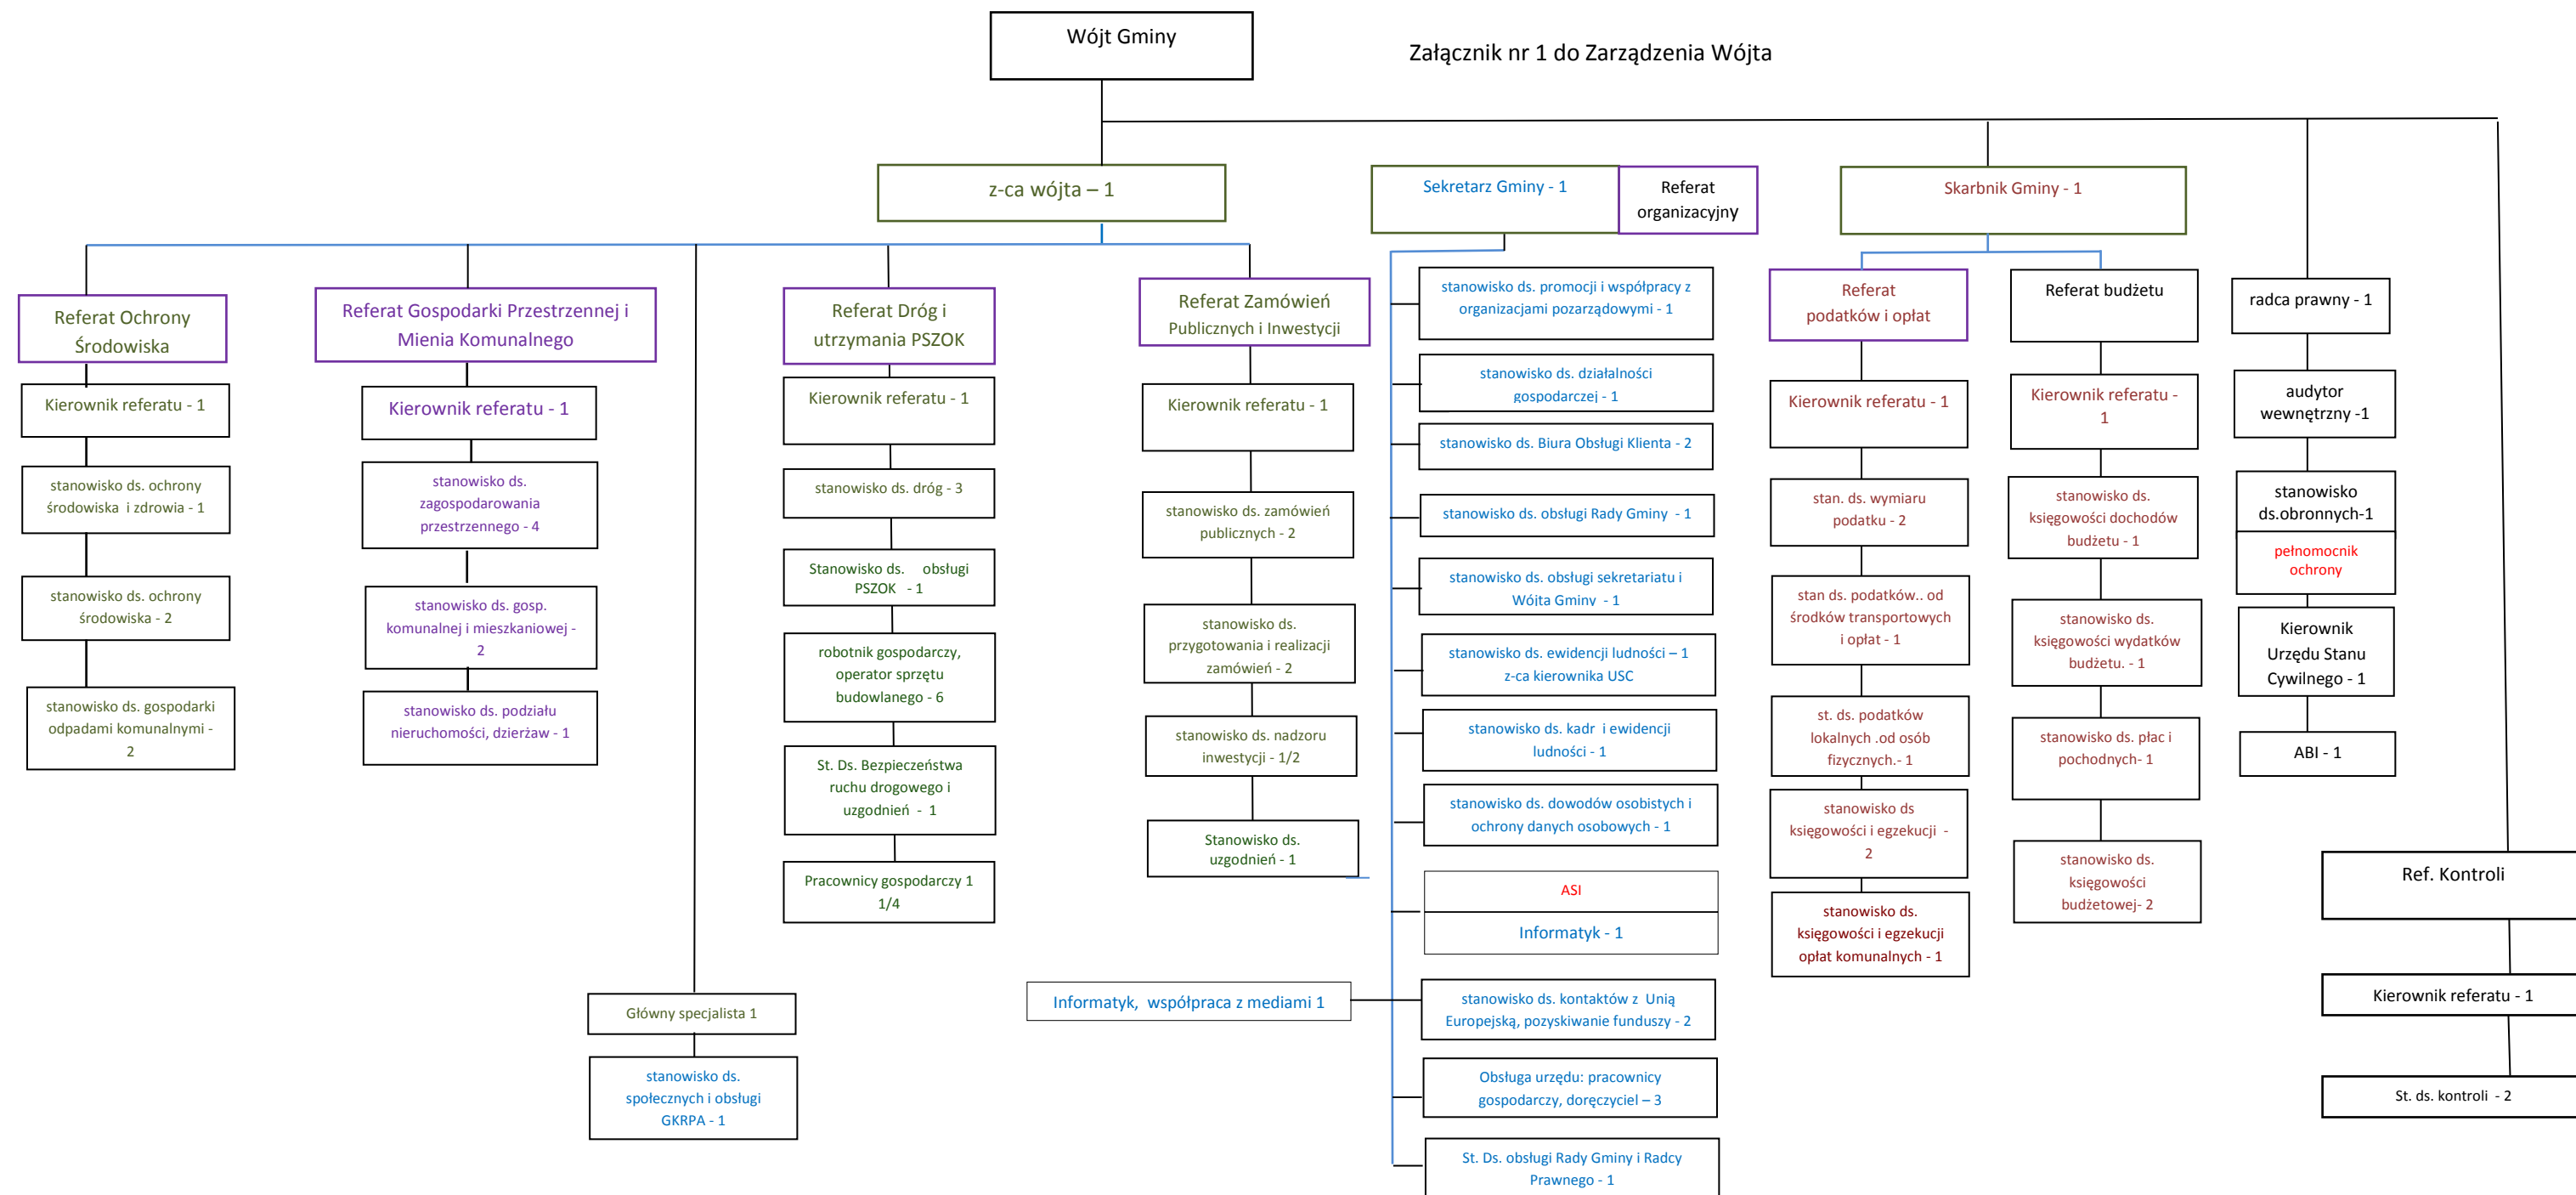 Wójt Gminy
Załącznik nr 1 do Zarządzenia Wójta
z-ca wójta – 1
Sekretarz Gminy - 1
Referat
organizacyjny
Skarbnik Gminy - 1
Referat Ochrony
Środowiska
Kierownik referatu - 1
stanowisko ds. ochrony
środowiska i zdrowia - 1
stanowisko ds. ochrony
środowiska - 2
stanowisko ds. gospodarki
odpadami komunalnymi -
2
Referat Gospodarki Przestrzennej i
Mienia Komunalnego
Kierownik referatu - 1
stanowisko ds.
zagospodarowania
przestrzennego - 4
stanowisko ds. gosp.
komunalnej i mieszkaniowej -
2
stanowisko ds. podziału
nieruchomości, dzierżaw - 1
Główny specjalista 1
stanowisko ds.
społecznych i obsługi
GKRPA - 1
Referat Dróg i
utrzymania PSZOK
Kierownik referatu - 1
stanowisko ds. dróg - 3
Stanowisko ds. obsługi
PSZOK - 1
robotnik gospodarczy,
operator sprzętu
budowlanego - 6
St. Ds. Bezpieczeństwa
ruchu drogowego i
uzgodnień - 1
Pracownicy gospodarczy 1
1/4
Referat Zamówień
Publicznych i Inwestycji
Kierownik referatu - 1
stanowisko ds. zamówień
publicznych - 2
stanowisko ds.
przygotowania i realizacji
zamówień - 2
stanowisko ds. nadzoru
inwestycji - 1/2
Stanowisko ds.
uzgodnień - 1
stanowisko ds. promocji i współpracy z
organizacjami pozarządowymi - 1
stanowisko ds. działalności
gospodarczej - 1
stanowisko ds. Biura Obsługi Klienta - 2
stanowisko ds. obsługi Rady Gminy - 1
stanowisko ds. obsługi sekretariatu i
Wójta Gminy - 1
stanowisko ds. ewidencji ludności – 1
z-ca kierownika USC
stanowisko ds. kadr i ewidencji
ludności - 1
stanowisko ds. dowodów osobistych i
ochrony danych osobowych - 1
ASI
Informatyk - 1
Informatyk, współpraca z mediami 1
stanowisko ds. kontaktów z Unią
Europejską, pozyskiwanie funduszy - 2
Obsługa urzędu: pracownicy
gospodarczy, doręczyciel – 3
St. Ds. obsługi Rady Gminy i Radcy
Prawnego - 1
Referat
podatków i opłat
Kierownik referatu - 1
stan. ds. wymiaru
podatku - 2
stan ds. podatków.. od
środków transportowych
i opłat - 1
st. ds. podatków
lokalnych .od osób
fizycznych.- 1
stanowisko ds
księgowości i egzekucji -
2
stanowisko ds.
księgowości i egzekucji
opłat komunalnych - 1
Referat budżetu
Kierownik referatu -
1
stanowisko ds.
księgowości dochodów
budżetu - 1
stanowisko ds.
księgowości wydatków
budżetu. - 1
stanowisko ds. płac i
pochodnych- 1
stanowisko ds.
księgowości
budżetowej- 2
radca prawny - 1
audytor
wewnętrzny -1
stanowisko
ds.obronnych-1
pełnomocnik
ochrony
Kierownik
Urzędu Stanu
Cywilnego - 1
ABI - 1
Ref. Kontroli
Kierownik referatu - 1
St. ds. kontroli - 2